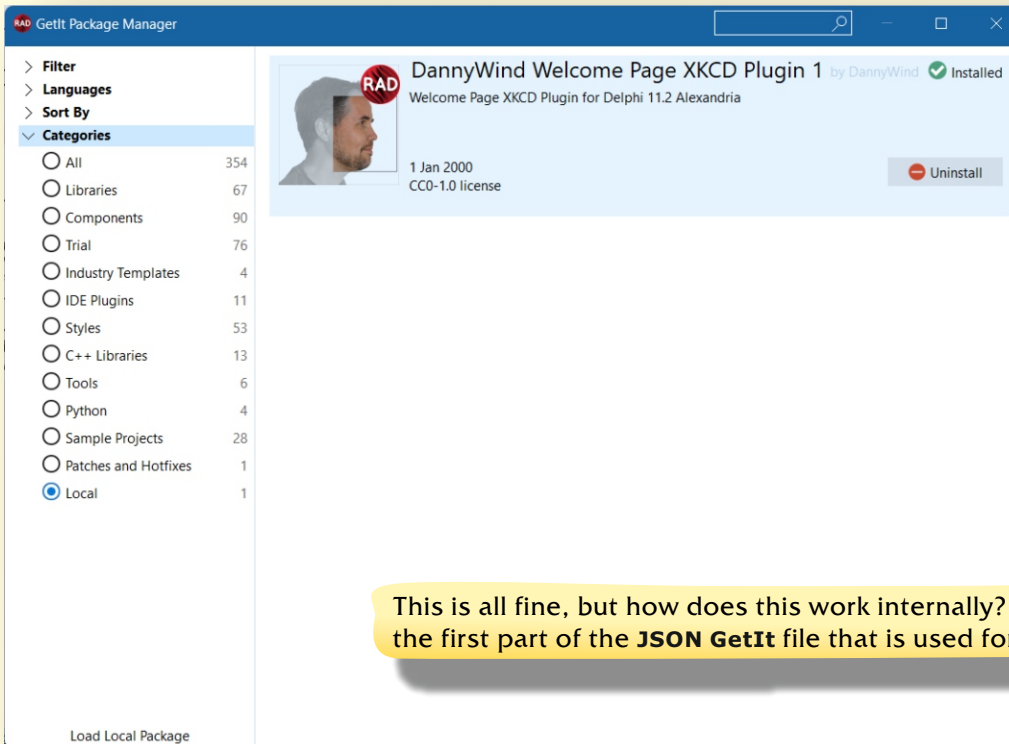 RAD GetIt Package Manager
Filter
Languages
Sort By
Categories
All 354
Libraries 67
Components 90
Trial 76
Industry Templates 4
IDE Plugins 11
Styles 53
C++ Libraries 13
Tools 6
Python 4
Sample Projects 28
Patches and Hotfixes 1
Local 1
Load Local Package
RAD
DannyWind Welcome Page XKCD Plugin 1 by DannyWind Installed
Welcome Page XKCD Plugin for Delphi 11.2 Alexandria
1 Jan 2000
CC0-1.0 license
Uninstall
This is all fine, but how does this work internally?
the first part of the JSON GetIt file that is used fo